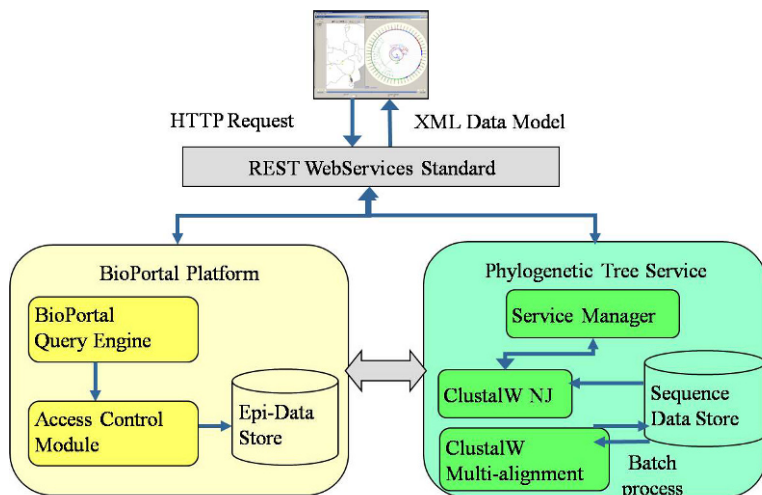 HTTP Request
XML Data Model
REST WebServices Standard
BioPortal Platform
BioPortal
Query Engine
Access Control
Module
Epi-Data
Store
Phylogenetic Tree Service
Service Manager
ClustalW NJ
Sequence
Data Store
ClustalW
Multi-alignment
Batch
process